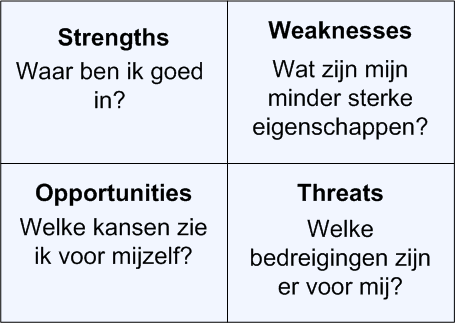 Strengths
Waar ben ik goed
in?
Weaknesses
Wat zijn mijn
minder sterke
eigenschappen?
Opportunities
Welke kansen zie
ik voor mijzelf?
Threats
Welke
bedreigingen zijn
er voor mij?